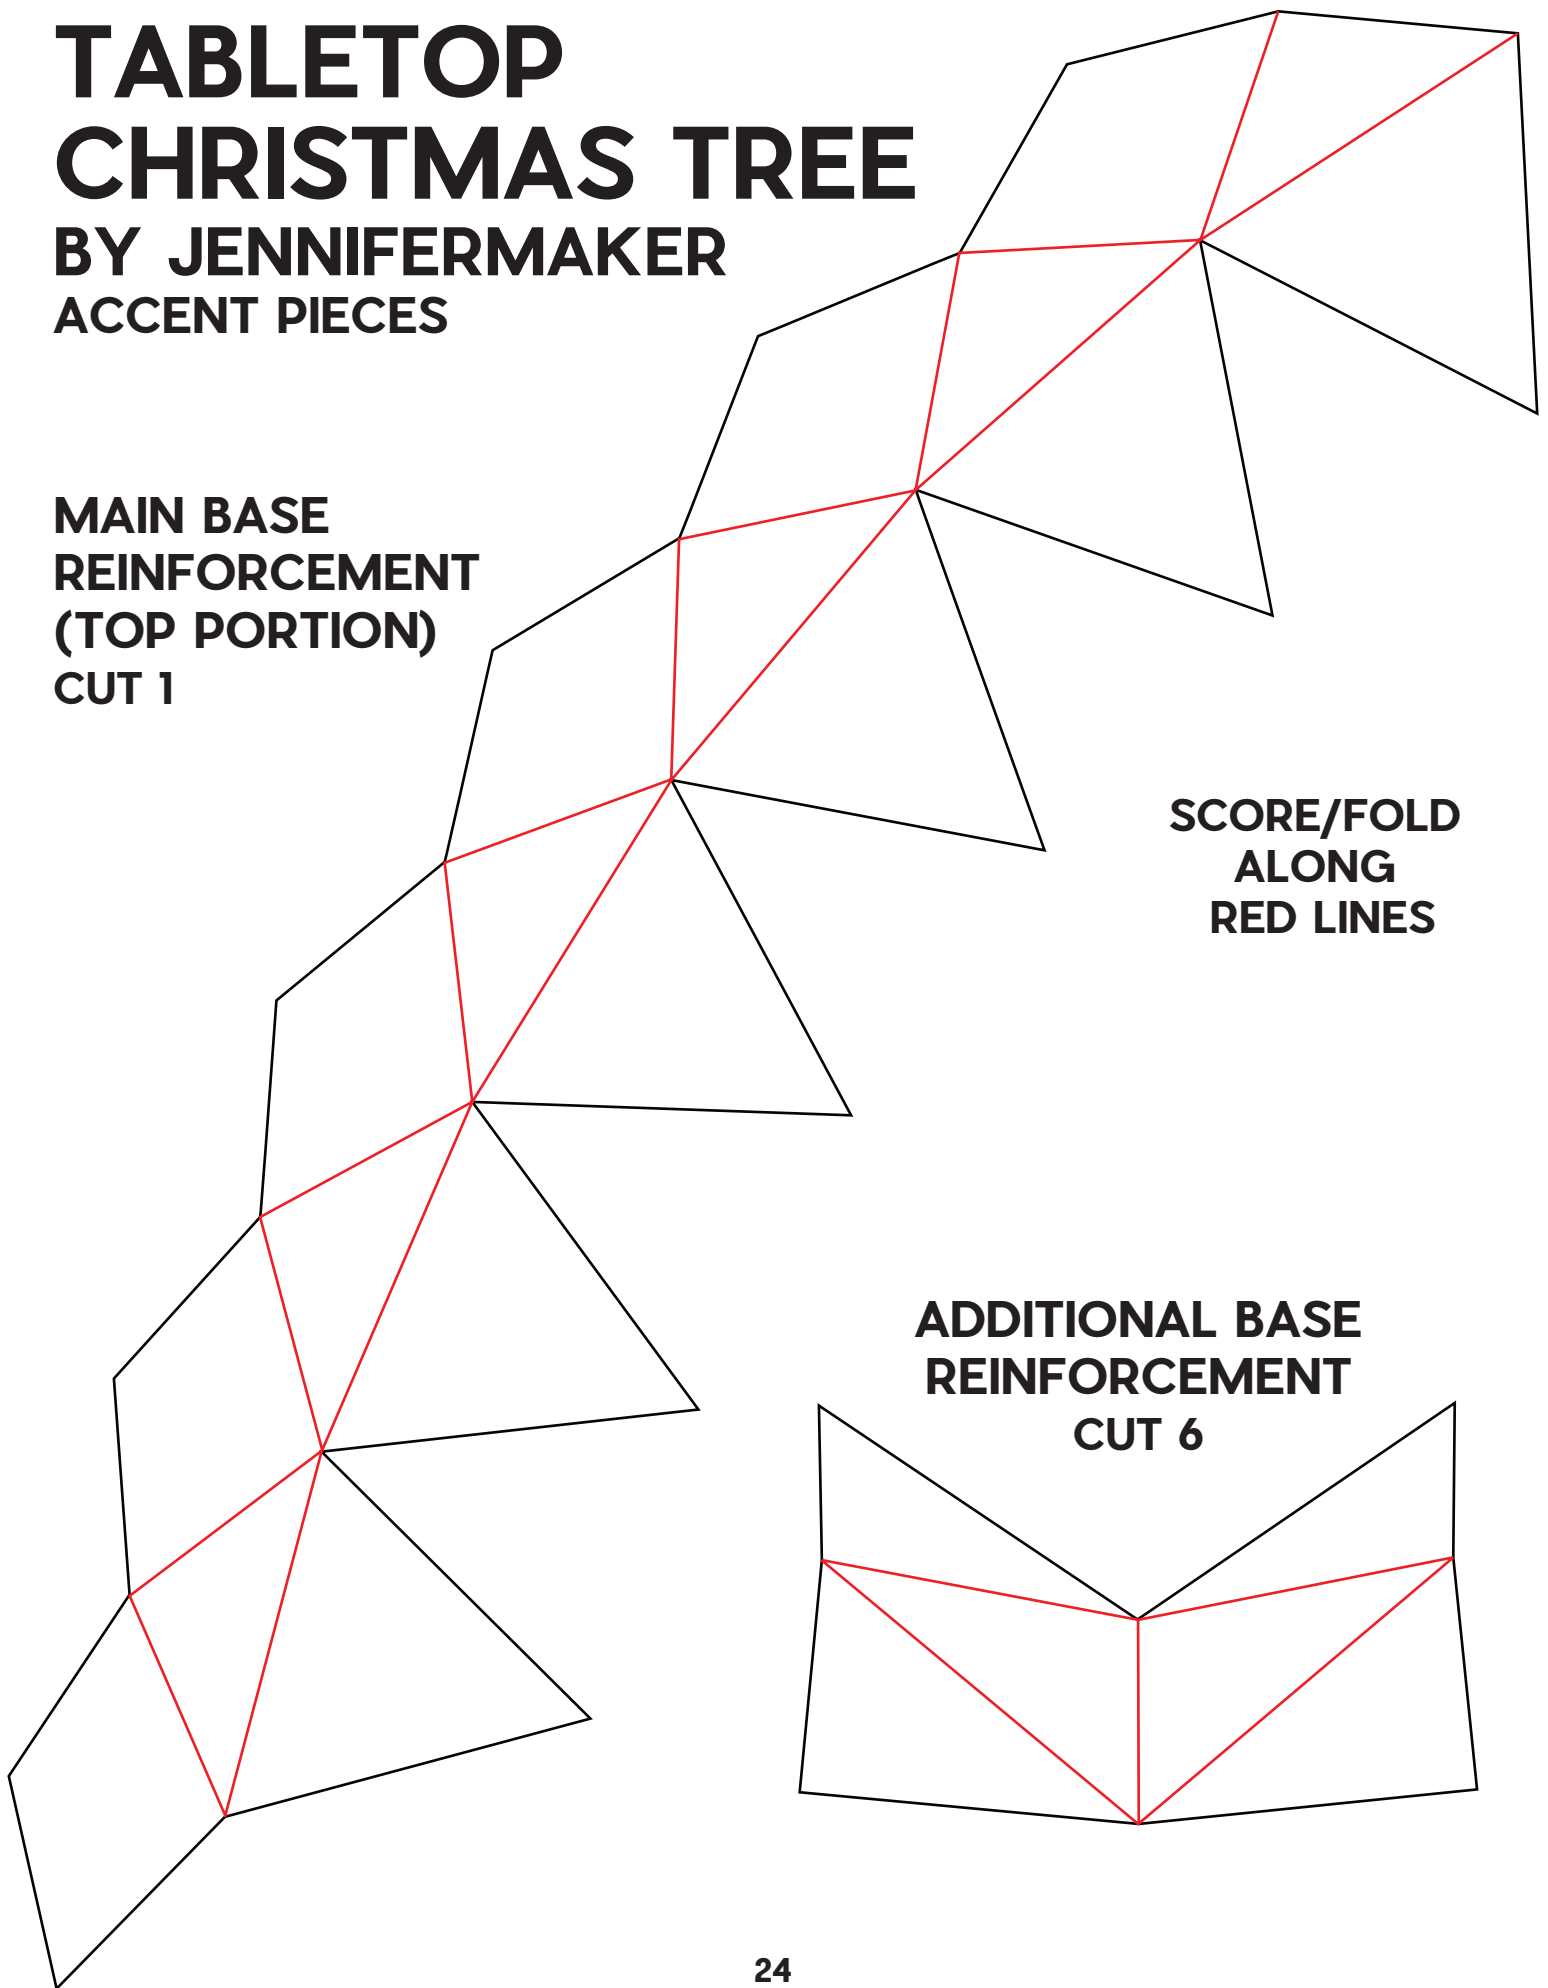 TABLETOP
CHRISTMAS TREE
BY JENNIFERMAKER
ACCENT PIECES
MAIN BASE
REINFORCEMENT
(TOP PORTION)
CUT 1
SCORE/FOLD
ALONG
RED LINES
ADDITIONAL BASE
REINFORCEMENT
CUT 6
24